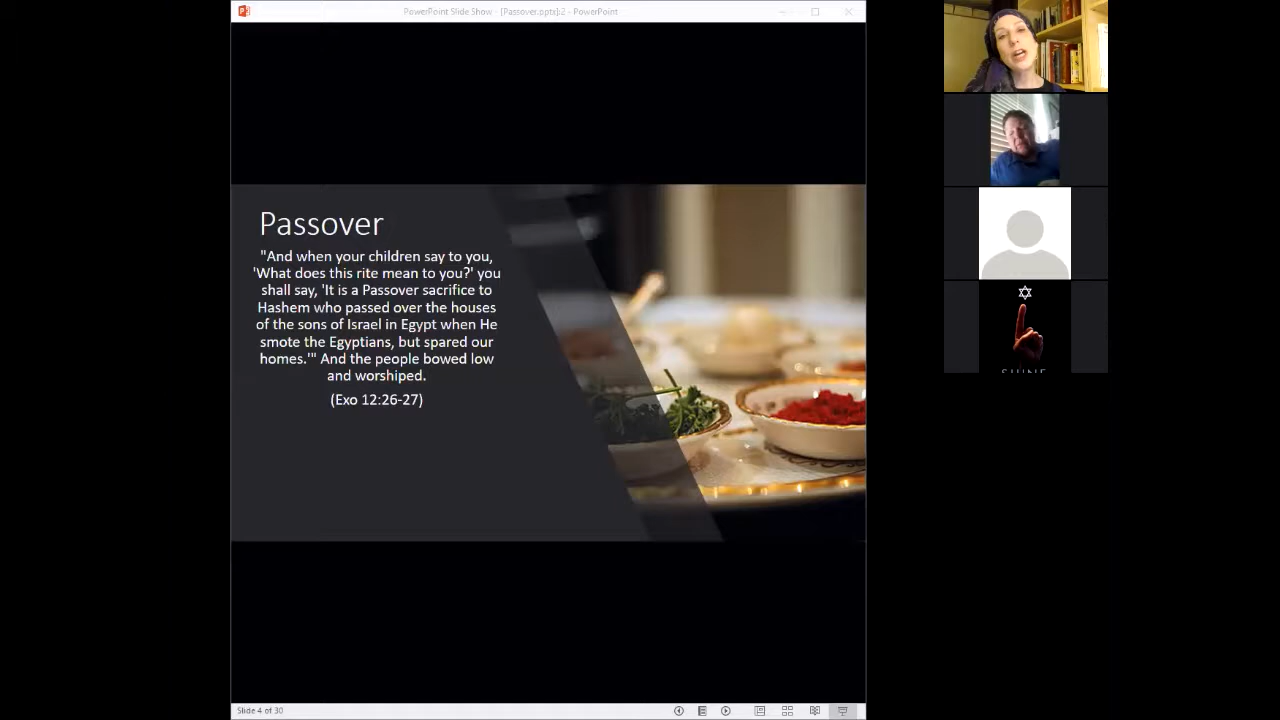 PowerPoint Slide Show - [Passover.pptx]:2 - PowerPoint
Passover
"And when your children say to you,
'What does this rite mean to you?' you
shall say, 'It is a Passover sacrifice to
Hashem who passed over the houses
of the sons of Israel in Egypt when He
smote the Egyptians, but spared our
homes.'" And the people bowed low
and worshiped.
(Exo 12:26-27)
Slide 4 of 30